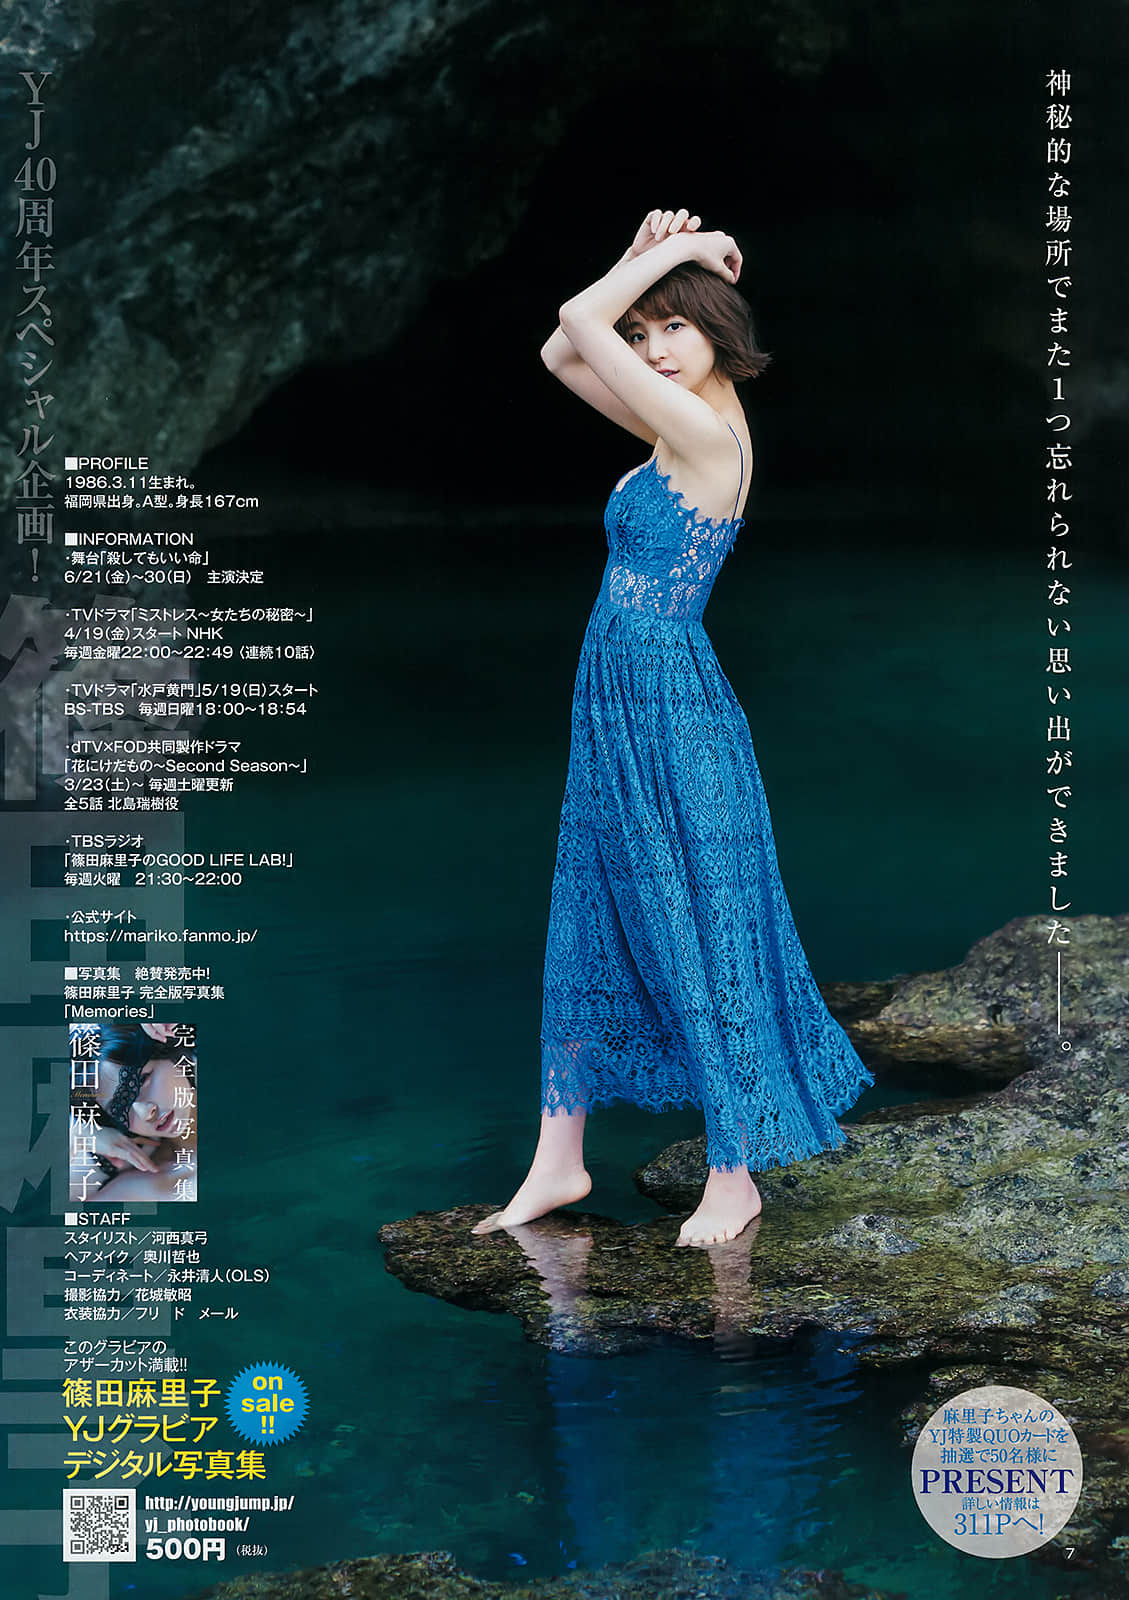 神秘的な場所でまた1つ忘れられない思い出ができました――。
YJ40周年スペシャル企画!
篠田麻里子
■PROFILE
1986.3.11生まれ。
福岡県出身。A型。身長167cm
■INFORMATION
・舞台「殺してもいい命」
6/21(金)~30(日) 主演決定
・TVドラマ「ミストレス~女たちの秘密~」
4/19(金)スタート NHK
毎週金曜22:00~22:49〈連続10話〉
・TVドラマ「水戸黄門」5/19(日)スタート
BS-TBS 毎週日曜18:00~18:54
・dTV×FOD共同製作ドラマ
「花にけだもの~Second Season~」
3/23(土)~ 毎週土曜更新
全5話 北島瑞樹役
・TBSラジオ
「篠田麻里子のGOOD LIFE LAB!」
毎週火曜 21:30~22:00
・公式サイト
https://mariko.fanmo.jp/
■写真集 絶賛発売中!
篠田麻里子 完全版写真集
「Memories」
完全版写真集
篠田麻里子
■STAFF
スタイリスト/河西真弓
ヘアメイク/奥川哲也
コーディネート/永井清人(OLS)
撮影協力/花城敏昭
衣装協力/フリ ド メール
このグラビアの
アザーカット満載!!
篠田麻里子
YJグラビア
デジタル写真集
on
sale
!!
http://youngjump.jp/
yj_photobook/
500円(税抜)
麻里子ちゃんの
YJ特製QUOカードを
抽選で50名様に
PRESENT
詳しい情報は
311Pへ!
7